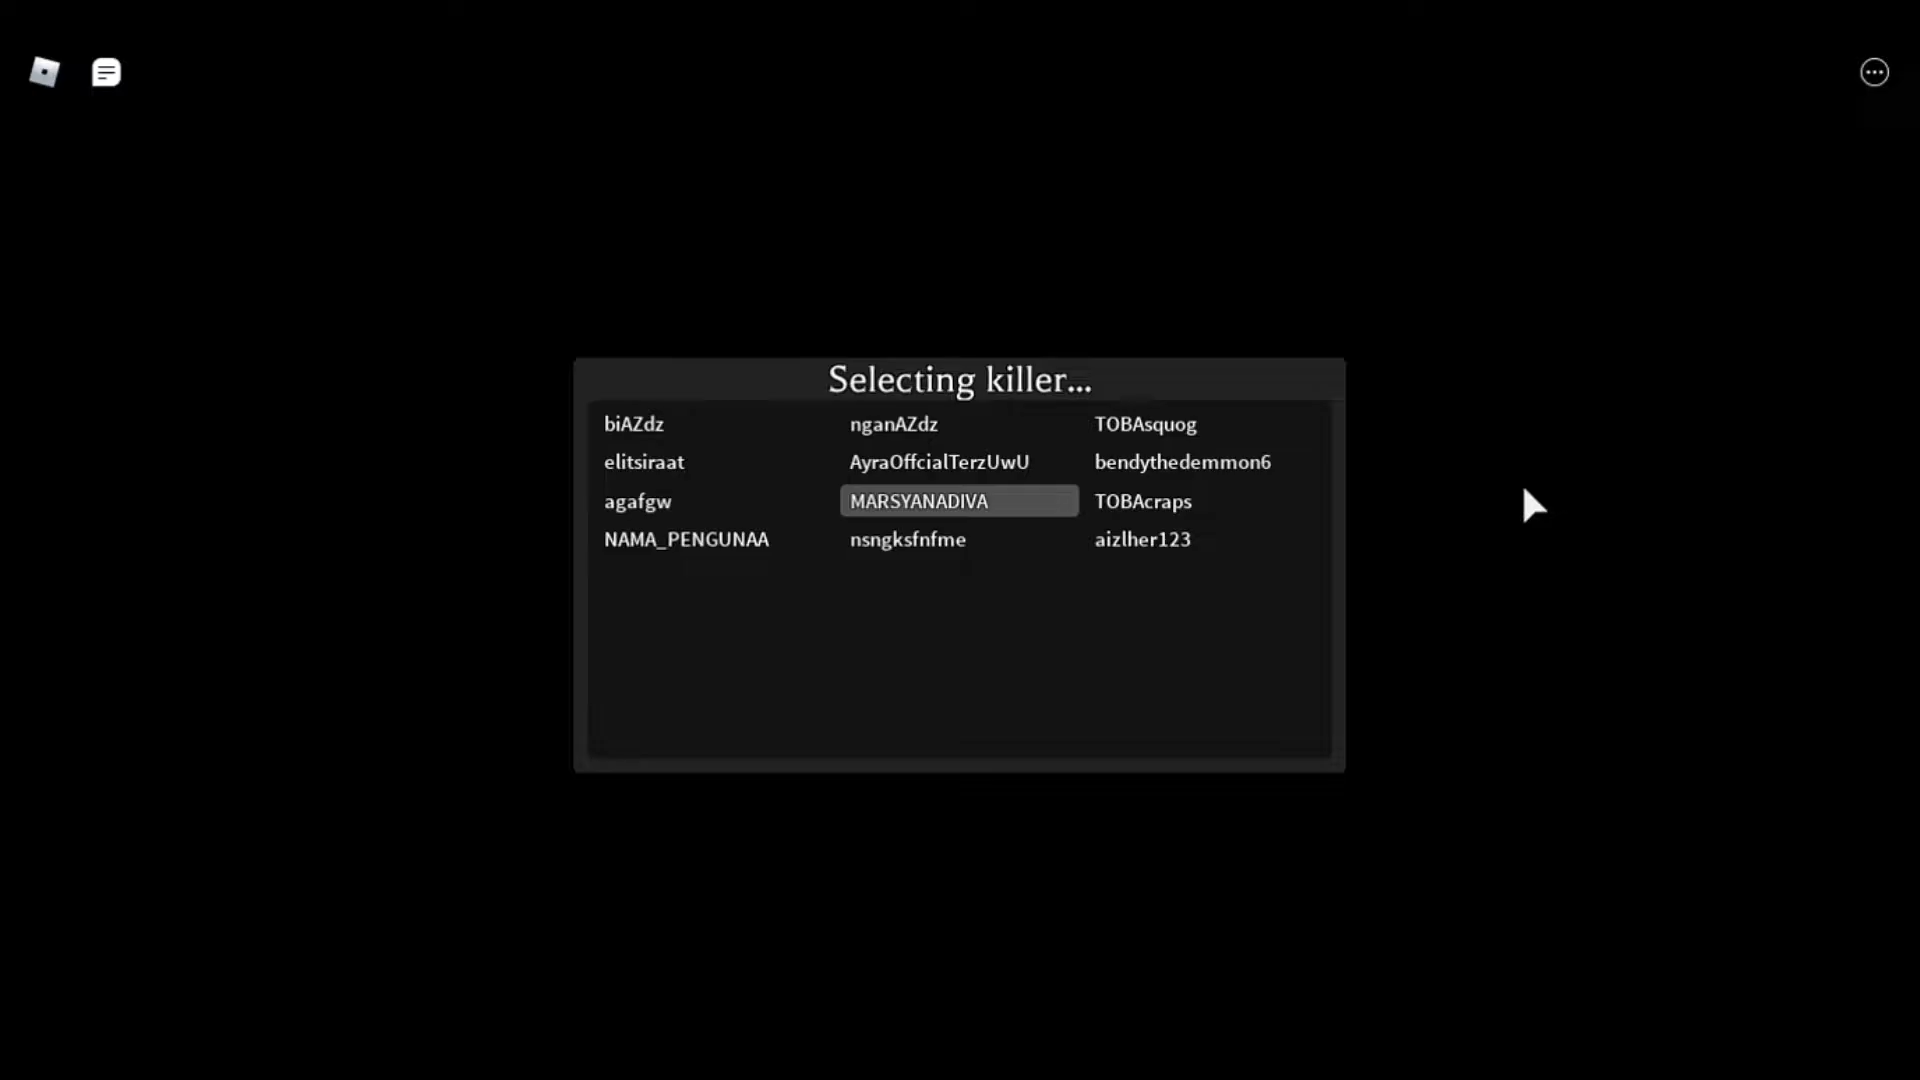 Selecting killer...
biAZdz nganAZdz TOBAsquog
elitsiraat AyraOffcialTerzUwU bendythedemmon6
agafgw MARSYANADIVA TOBAcraps
NAMA_PENGUNAA nsngksfnfme aizlher123